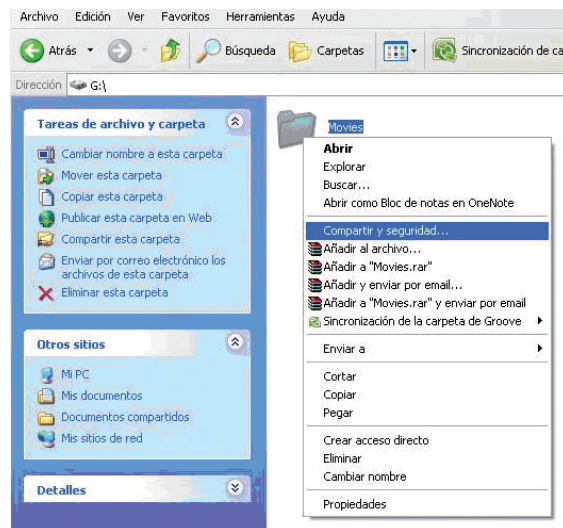 Archivo Edición Ver Favoritos Herramientas Ayuda
Atrás Búsqueda Carpetas Sincronización de ca
Dirección G:\
Tareas de archivo y carpeta
Cambiar nombre a esta carpeta
Mover esta carpeta
Copiar esta carpeta
Publicar esta carpeta en Web
Compartir esta carpeta
Enviar por correo electrónico los
archivos de esta carpeta
Eliminar esta carpeta
Otros sitios
Mi PC
Mis documentos
Documentos compartidos
Mis sitios de red
Detalles
Movies
Abrir
Explorar
Buscar...
Abrir como Bloc de notas en OneNote
Compartir y seguridad...
Añadir al archivo...
Añadir a "Movies.rar"
Añadir y enviar por email...
Añadir a "Movies.rar" y enviar por email
Sincronización de la carpeta de Groove
Enviar a
Cortar
Copiar
Pegar
Crear acceso directo
Eliminar
Cambiar nombre
Propiedades